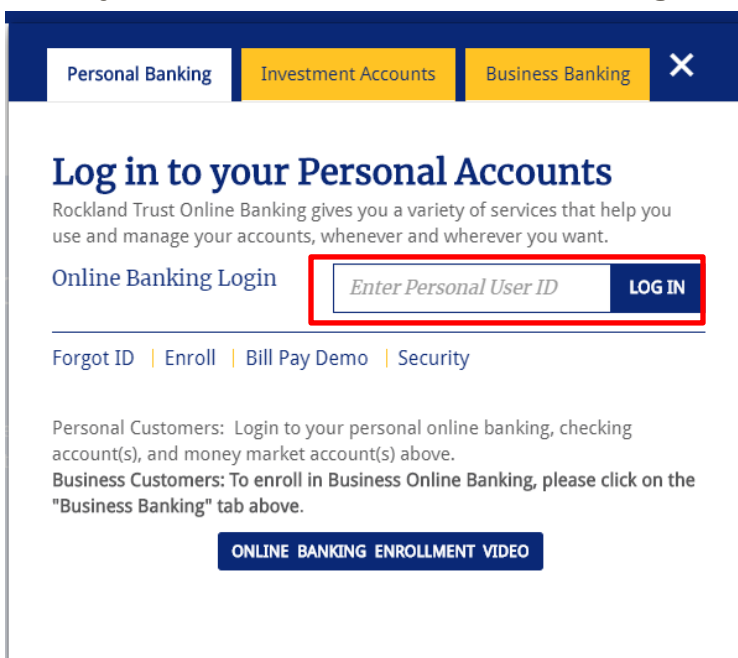 Personal Banking Investment Accounts Business Banking ✕
Log in to your Personal Accounts
Rockland Trust Online Banking gives you a variety of services that help you
use and manage your accounts, whenever and wherever you want.
Online Banking Login Enter Personal User ID LOG IN
Forgot ID | Enroll | Bill Pay Demo | Security
Personal Customers: Login to your personal online banking, checking
account(s), and money market account(s) above.
Business Customers: To enroll in Business Online Banking, please click on the
"Business Banking" tab above.
ONLINE BANKING ENROLLMENT VIDEO